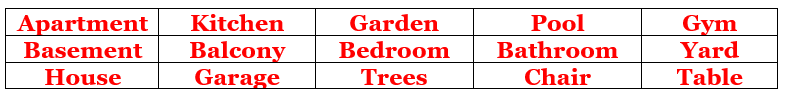 Apartment Kitchen Garden Pool Gym
Basement Balcony Bedroom Bathroom Yard
House Garage Trees Chair Table